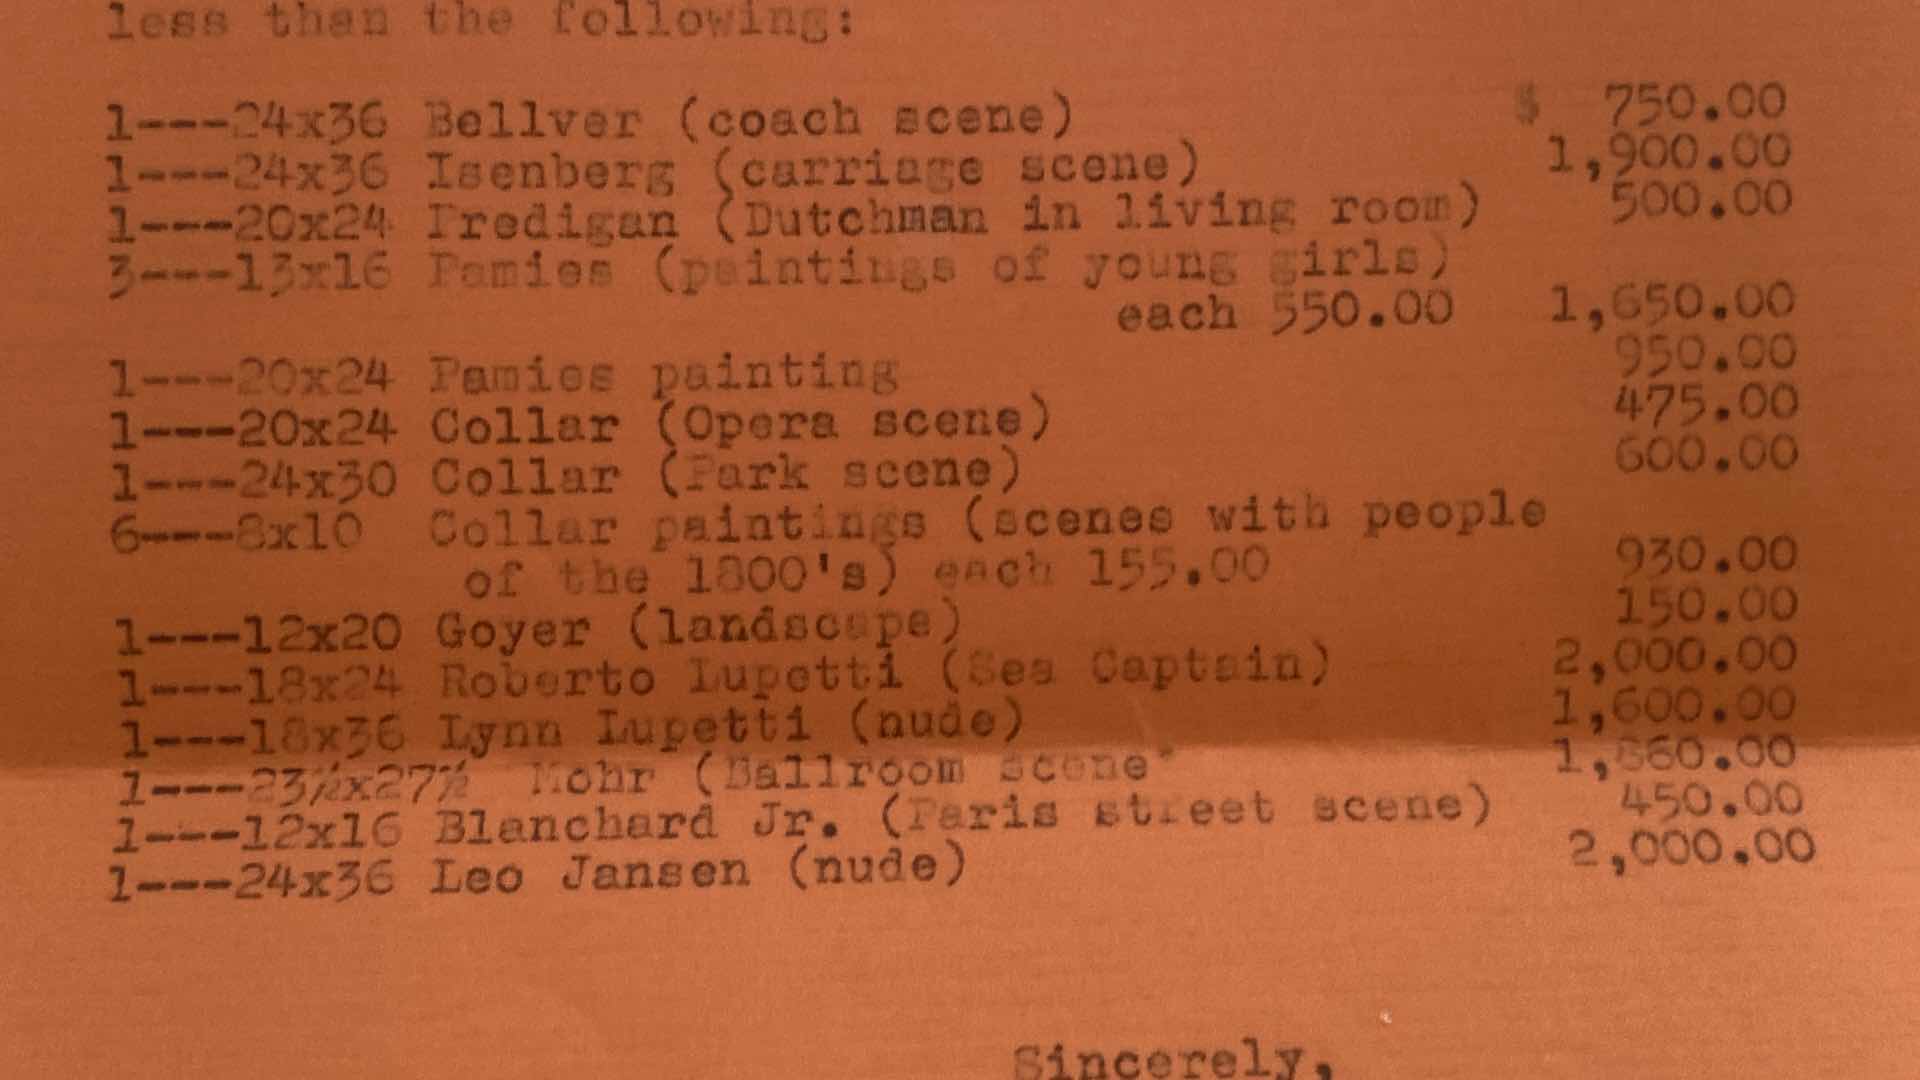 less than the following:
1---24x36 Bellver (coach scene) $ 750.00
1---24x36 Isenberg (carriage scene) 1,900.00
1---20x24 Fredigan (Dutchman in living room) 500.00
3---13x16 Pamies (paintings of young girls)
each 550.00 1,650.00
1---20x24 Pamies painting 950.00
1---20x24 Collar (Opera scene) 475.00
1---24x30 Collar (Park scene) 600.00
6---8x10 Collar paintings (scenes with people
of the 1800's) each 155.00 930.00
1---12x20 Goyer (landscape) 150.00
1---18x24 Roberto Lupetti (Sea Captain) 2,000.00
1---18x36 Lynn Lupetti (nude) 1,600.00
1---23½x27½ Mohr (Ballroom scene
1---12x16 Blanchard Jr. (Paris street scene) 450.00
1---24x36 Leo Jansen (nude) 2,000.00
Sincerely,